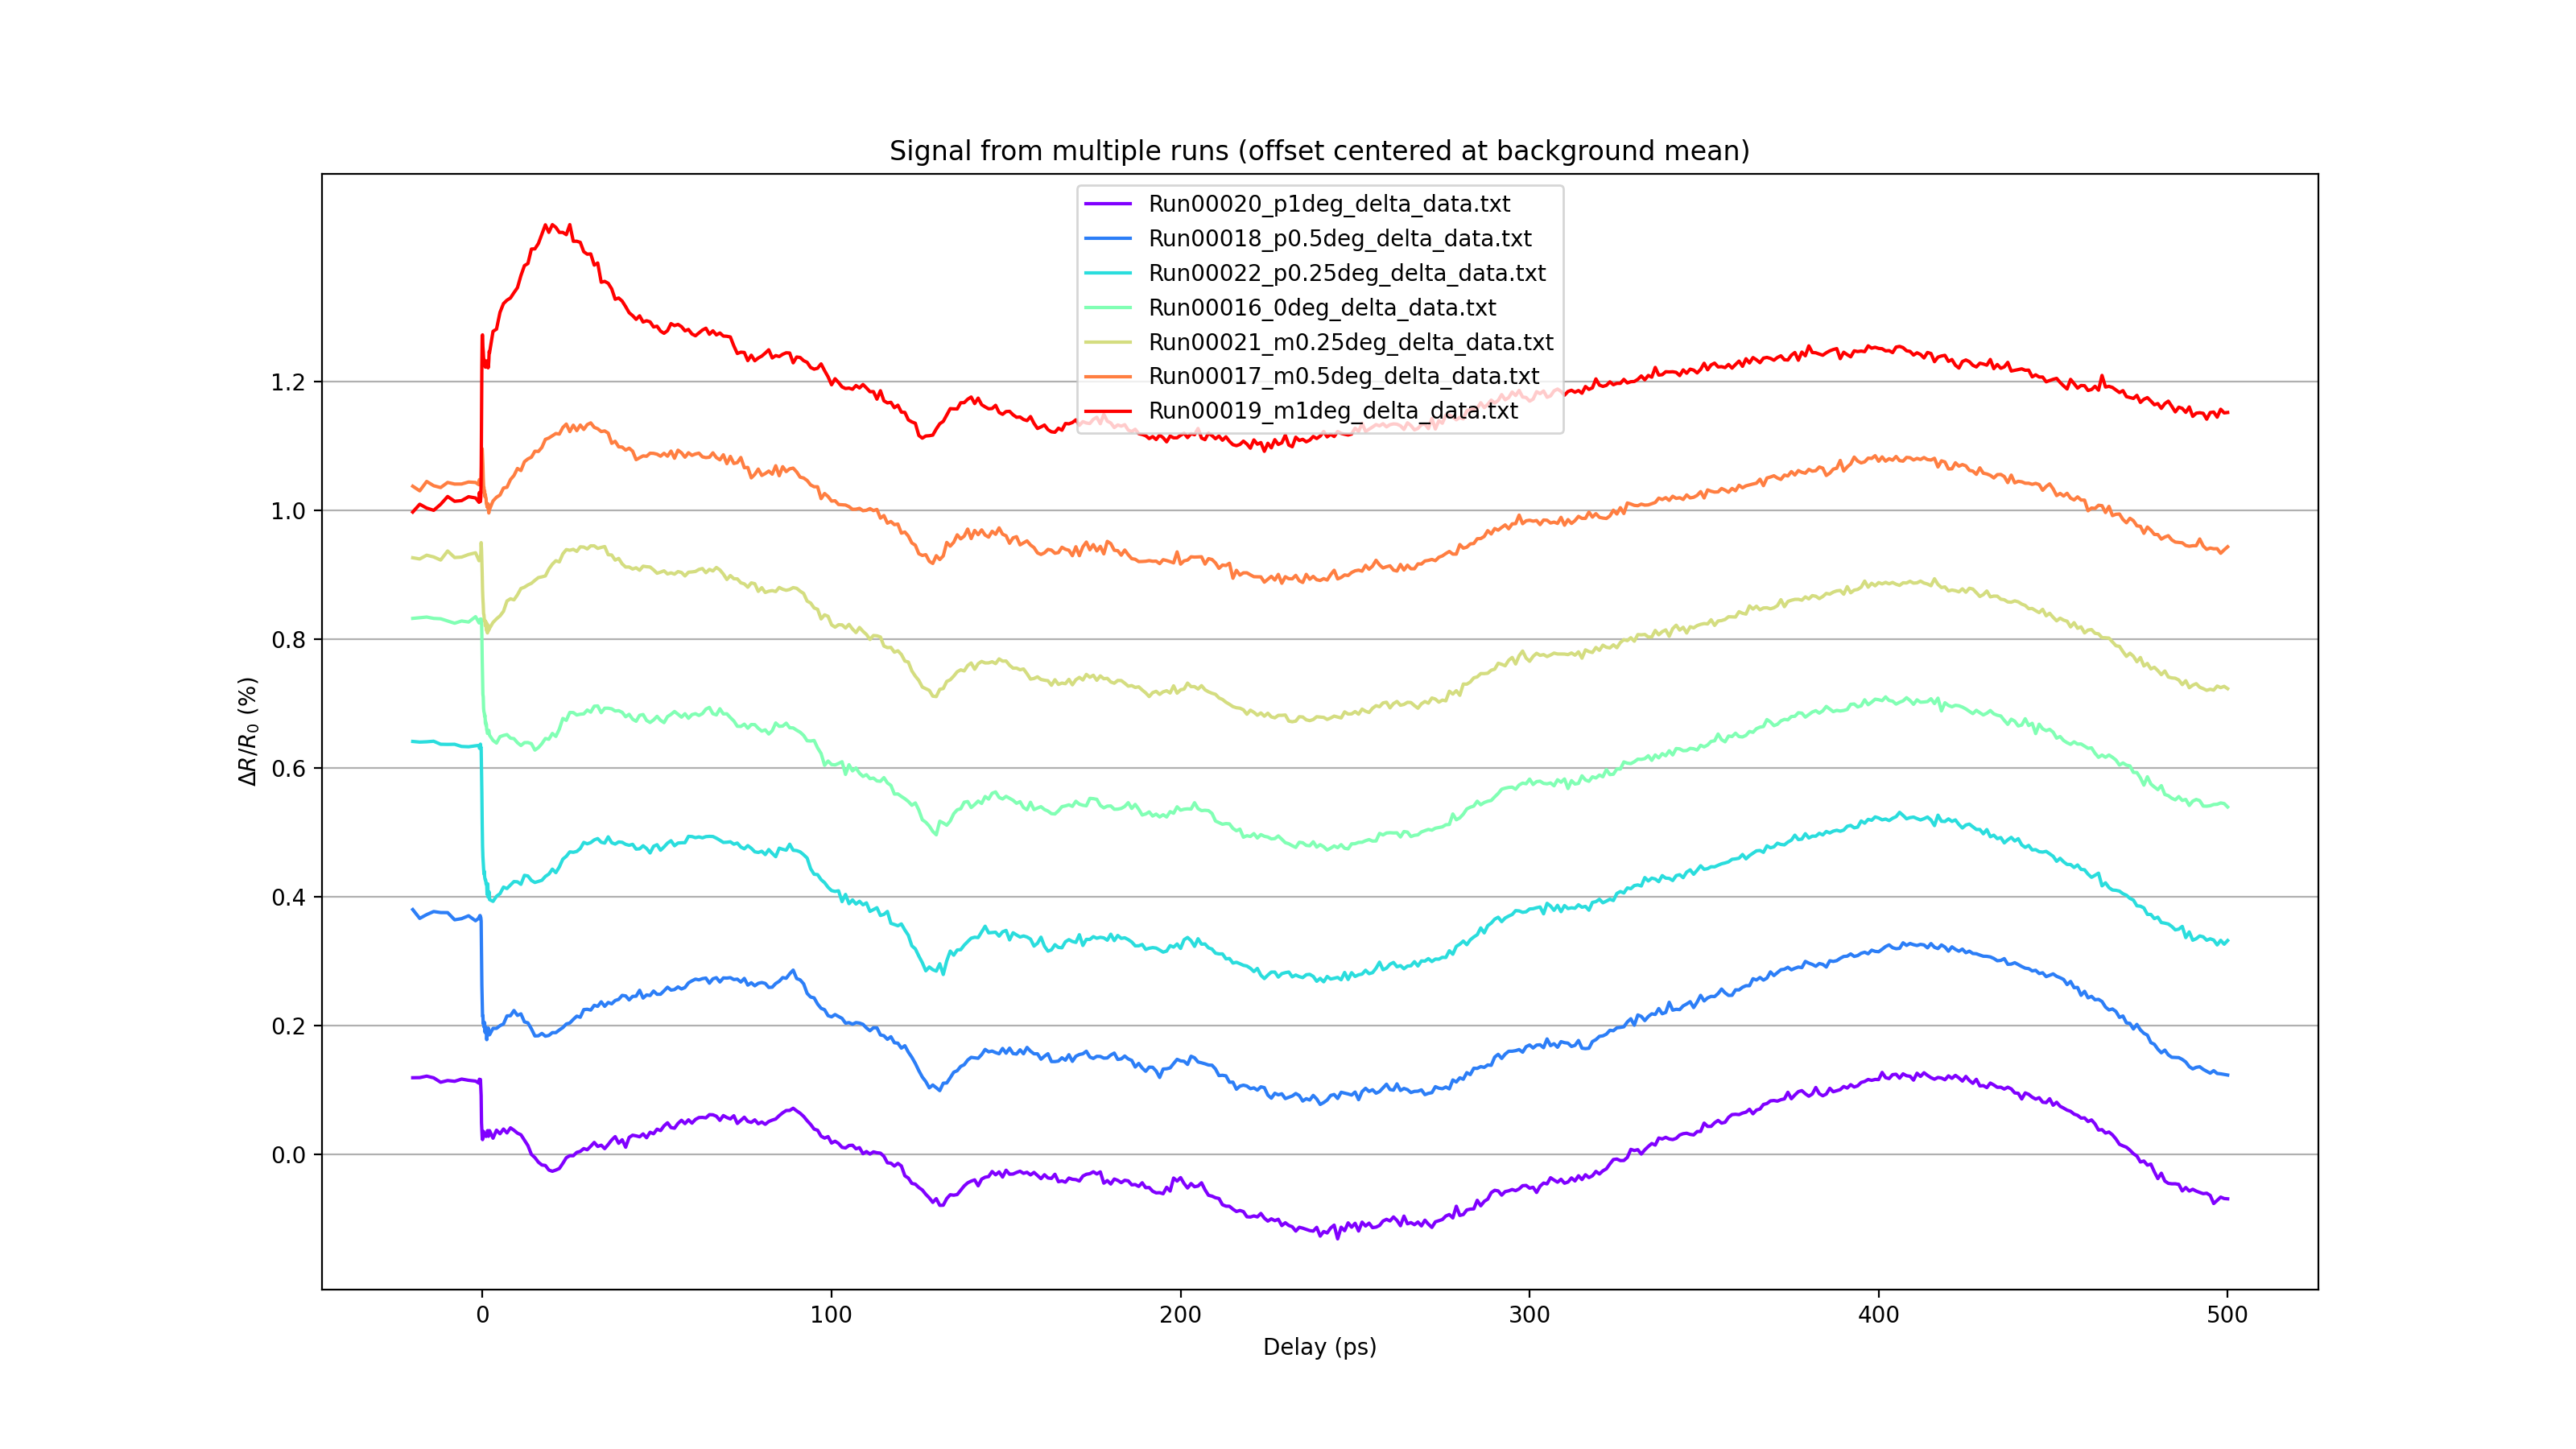 Signal from multiple runs (offset centered at background mean)
Run00020_p1deg_delta_data.txt
Run00018_p0.5deg_delta_data.txt
Run00022_p0.25deg_delta_data.txt
Run00016_0deg_delta_data.txt
Run00021_m0.25deg_delta_data.txt
Run00017_m0.5deg_delta_data.txt
Run00019_m1deg_delta_data.txt
1.2
1.0
0.8
0.6
0.4
0.2
0.0
ΔR/R₀ (%)
0 100 200 300 400 500
Delay (ps)